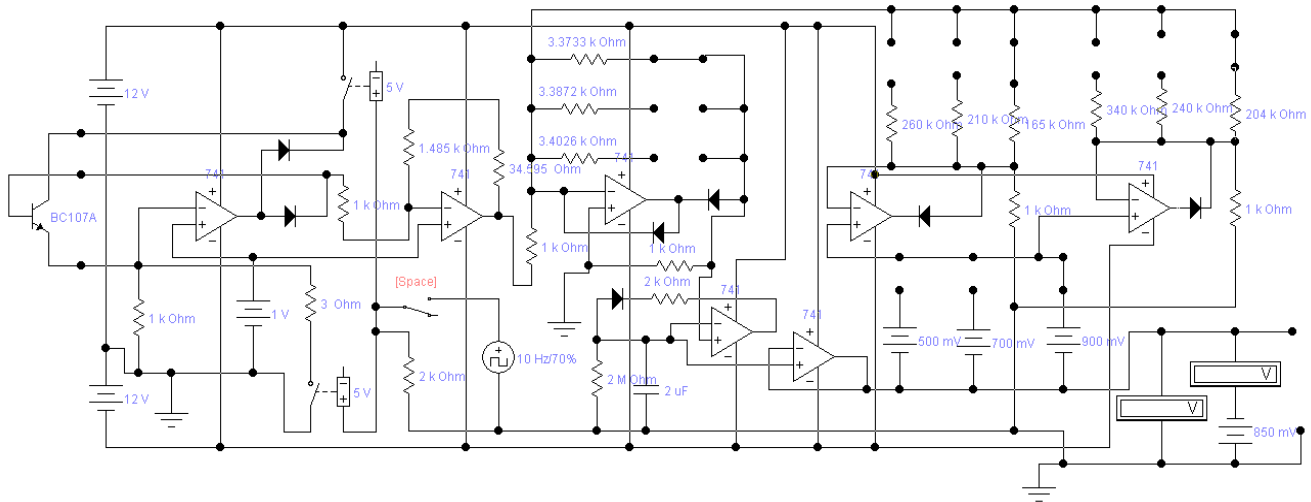 3.3733 k Ohm
12 V
5 V
3.3872 k Ohm
260 k Ohm
210 k Ohm
165 k Ohm
340 k Ohm
240 k Ohm
204 k Ohm
1.485 k Ohm
34.595 Ohm
3.4026 k Ohm
741
741
741
741
741
BC107A
1 k Ohm
1 k Ohm
1 k Ohm
1 k Ohm
1 k Ohm
[Space]
2 k Ohm
741
741
3 Ohm
1 k Ohm
1 V
10 Hz/70%
500 mV
700 mV
900 mV
12 V
5 V
2 k Ohm
2 M Ohm
2 uF
V
V
850 mV